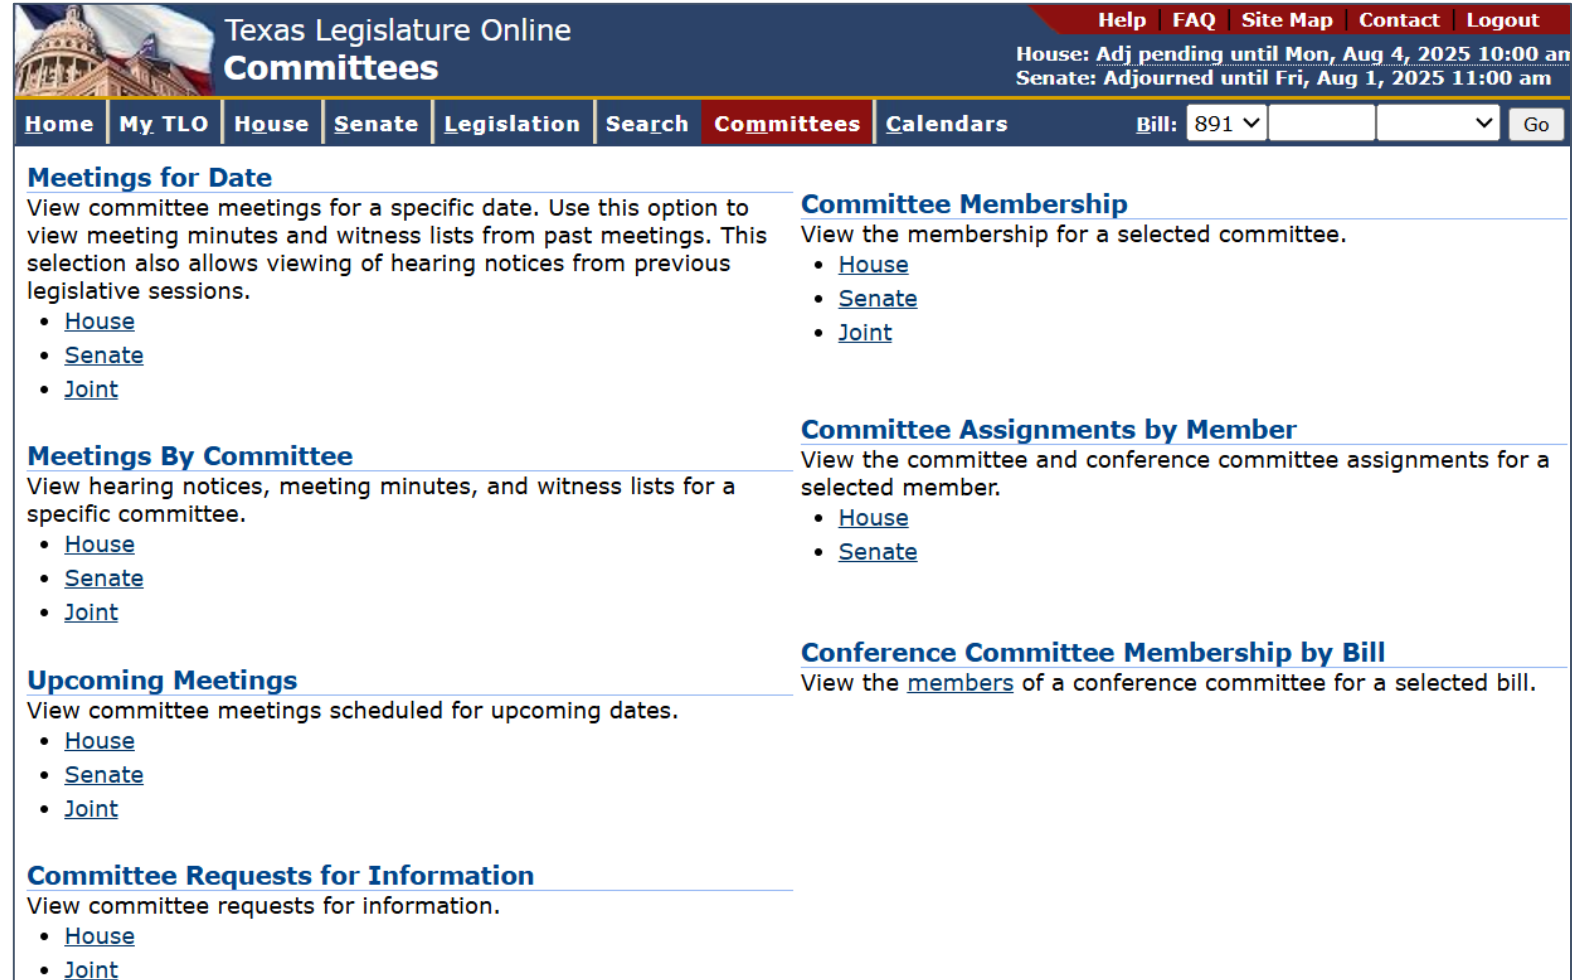 Texas Legislature Online
Committees
Help FAQ Site Map Contact Logout
House: Adj pending until Mon, Aug 4, 2025 10:00 am
Senate: Adjourned until Fri, Aug 1, 2025 11:00 am
Home My TLO House Senate Legislation Search Committees Calendars Bill: 891 Go
Meetings for Date
View committee meetings for a specific date. Use this option to
view meeting minutes and witness lists from past meetings. This
selection also allows viewing of hearing notices from previous
legislative sessions.
• House
• Senate
• Joint
Meetings By Committee
View hearing notices, meeting minutes, and witness lists for a
specific committee.
• House
• Senate
• Joint
Upcoming Meetings
View committee meetings scheduled for upcoming dates.
• House
• Senate
• Joint
Committee Requests for Information
View committee requests for information.
• House
• Joint
Committee Membership
View the membership for a selected committee.
• House
• Senate
• Joint
Committee Assignments by Member
View the committee and conference committee assignments for a
selected member.
• House
• Senate
Conference Committee Membership by Bill
View the members of a conference committee for a selected bill.